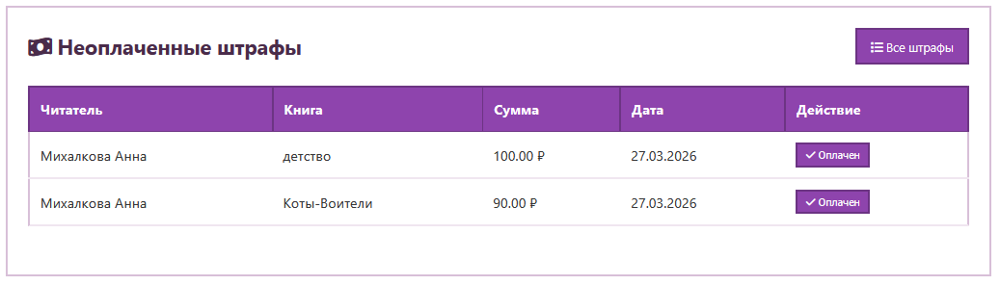 Неоплаченные штрафы
Все штрафы
Читатель Книга Сумма Дата Действие
Михалкова Анна детство 100.00 ₽ 27.03.2026 Оплачен
Михалкова Анна Коты-Воители 90.00 ₽ 27.03.2026 Оплачен